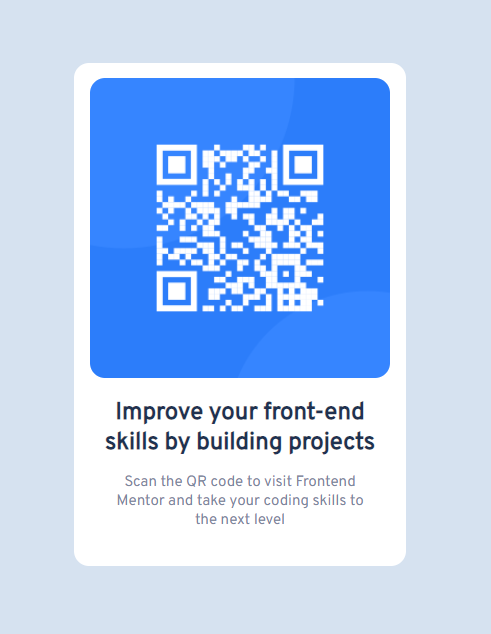 Improve your front-end
skills by building projects
Scan the QR code to visit Frontend
Mentor and take your coding skills to
the next level